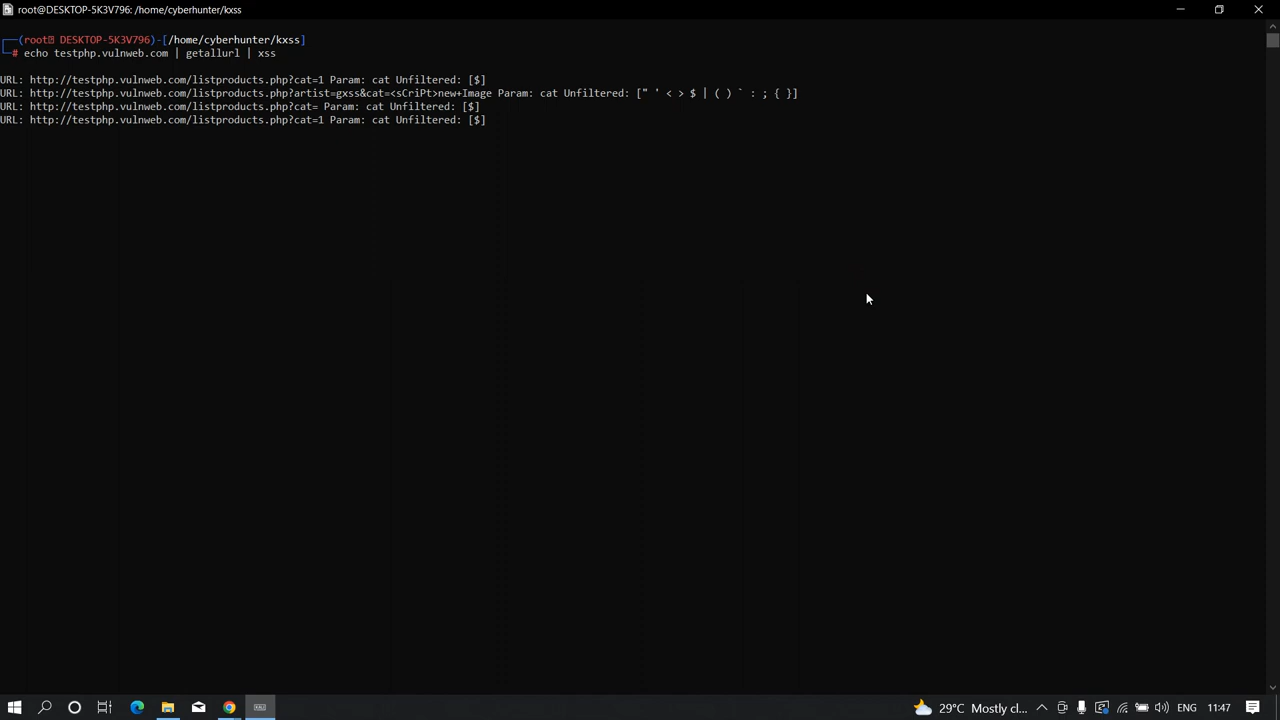 root@DESKTOP-5K3V796: /home/cyberhunter/kxss
(root DESKTOP-5K3V796)-[/home/cyberhunter/kxss]
# echo testphp.vulnweb.com | getallurl | xss
URL: http://testphp.vulnweb.com/listproducts.php?cat=1 Param: cat Unfiltered: [$]
URL: http://testphp.vulnweb.com/listproducts.php?artist=gxss&cat=<sCriPt>new+Image Param: cat Unfiltered: [" ' < > $ | ( ) ` : ; { }]
URL: http://testphp.vulnweb.com/listproducts.php?cat= Param: cat Unfiltered: [$]
URL: http://testphp.vulnweb.com/listproducts.php?cat=1 Param: cat Unfiltered: [$]
29°C Mostly cl... ENG 11:47